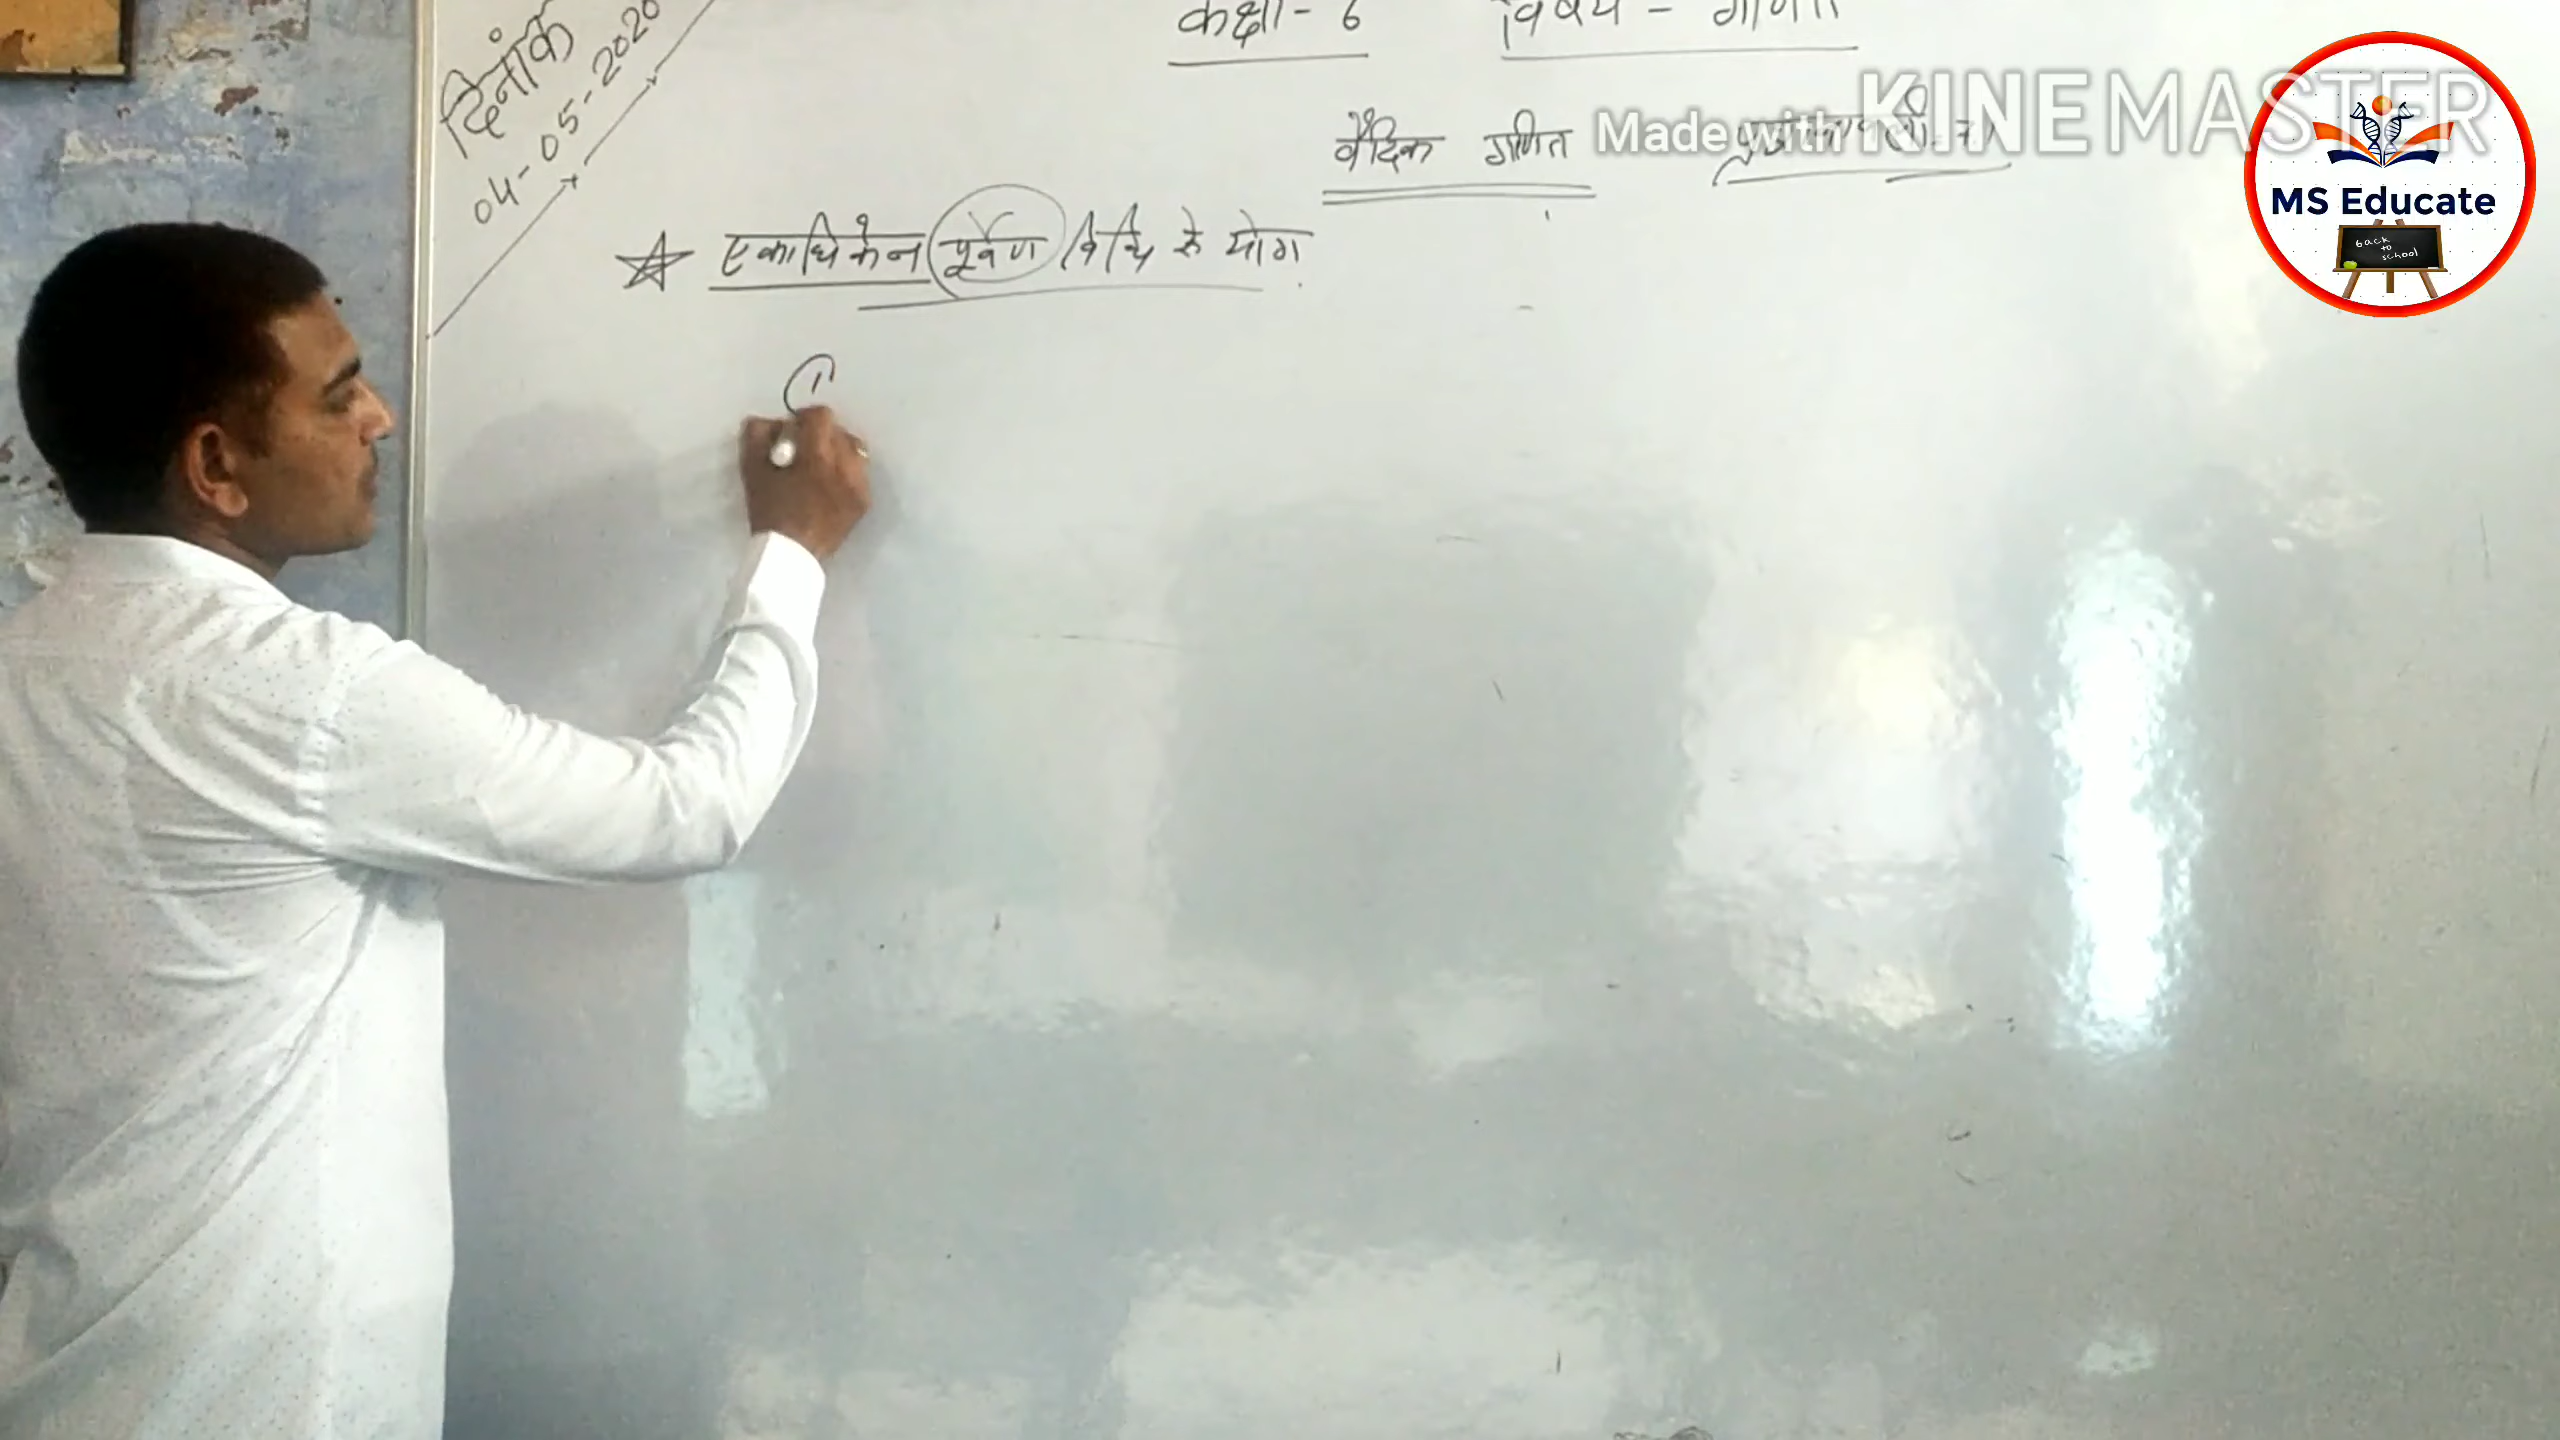 दिनांक
04-05-2020
कक्षा - 6 विषय - गणित
वैदिक गणित
एकाधिकेन पूर्वेण विधि से योग
Made with KINEMASTER
MS Educate
back
to
school